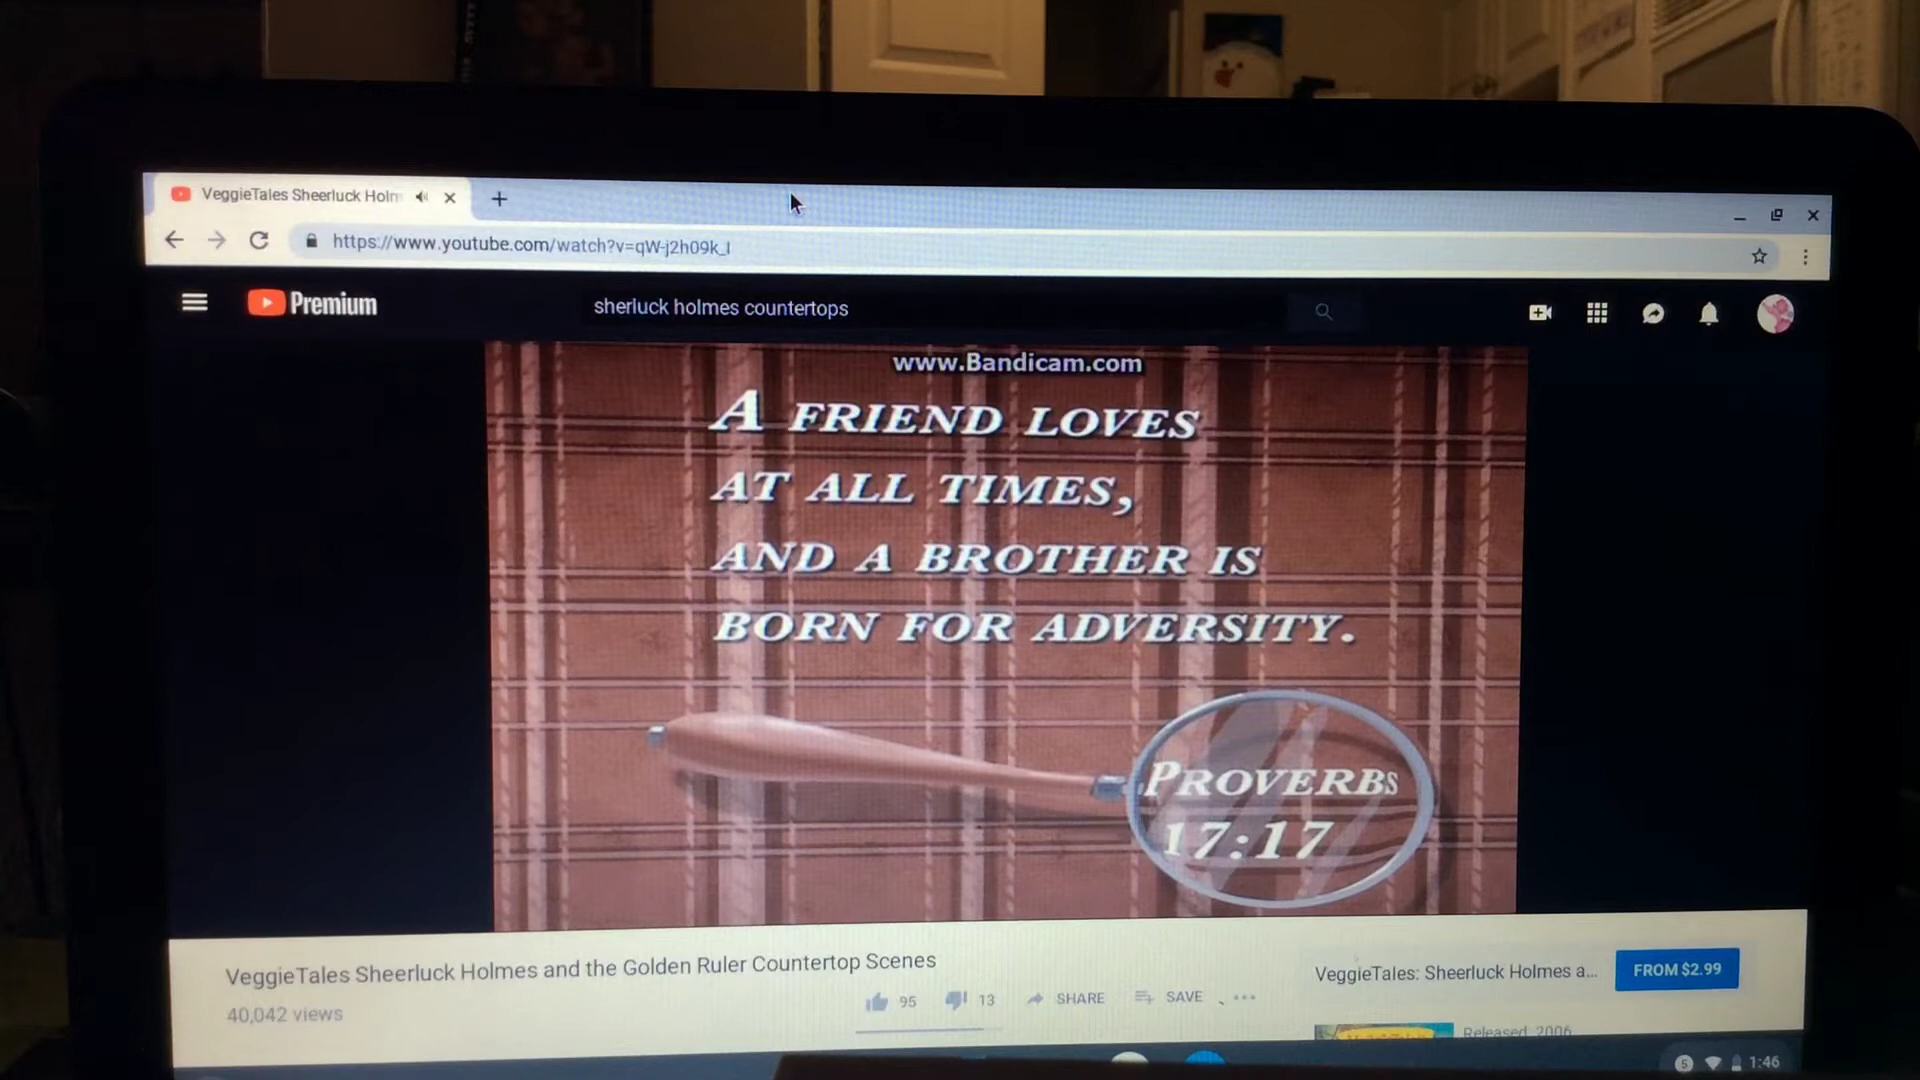 VeggieTales Sheerluck Holm
https://www.youtube.com/watch?v=qW-j2h09k_I
Premium
sherluck holmes countertops
www.Bandicam.com
A FRIEND LOVES
AT ALL TIMES,
AND A BROTHER IS
BORN FOR ADVERSITY.
PROVERBS
17:17
VeggieTales Sheerluck Holmes and the Golden Ruler Countertop Scenes
40,042 views
95
13
SHARE
SAVE
VeggieTales: Sheerluck Holmes a...
FROM $2.99
Released 2006
5
1:46